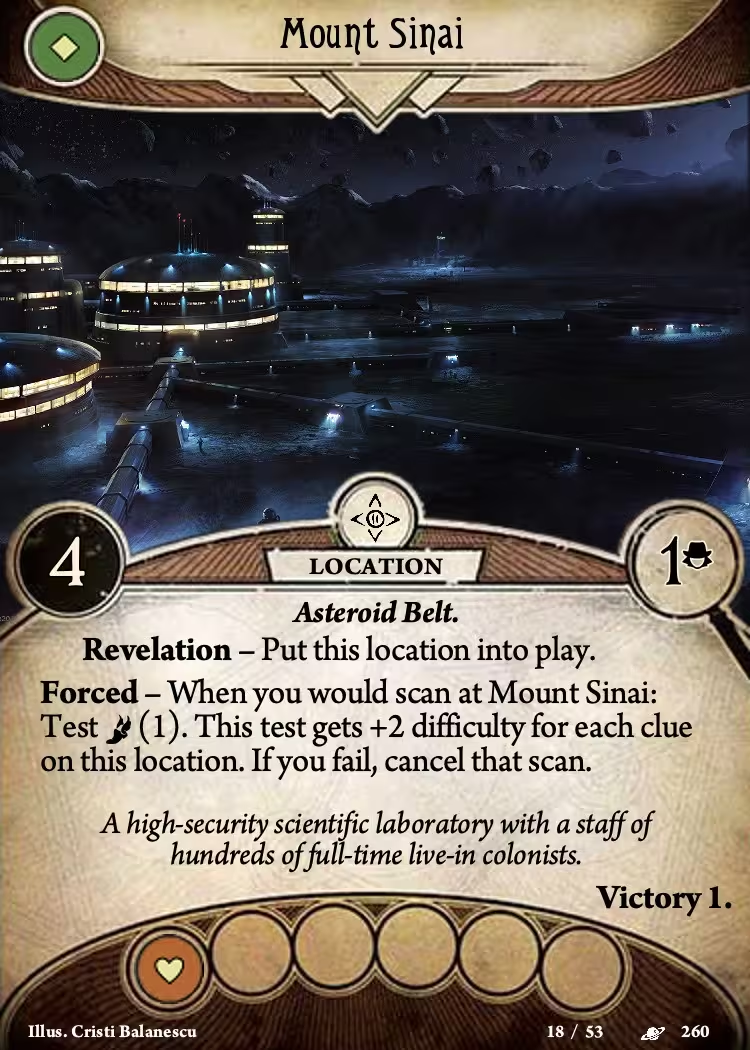 Mount Sinai
4
1
LOCATION
Asteroid Belt.
Revelation – Put this location into play.
Forced – When you would scan at Mount Sinai:
Test (1). This test gets +2 difficulty for each clue
on this location. If you fail, cancel that scan.
A high-security scientific laboratory with a staff of
hundreds of full-time live-in colonists.
Victory 1.
Illus. Cristi Balanescu
18 / 53
260